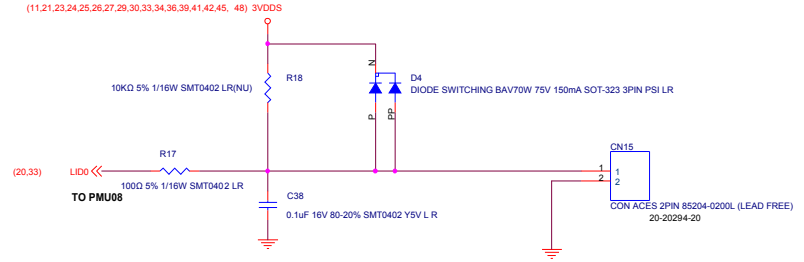 (11,21,23.24,25,26,27,29,30,33,34,36,39,41,42,45, 48) 3VDDS
R18
10KΩ 5% 1/16W SMT0402 LR(NU)
N
D4
DIODE SWITCHING BAV70W 75V 150mA SOT-323 3PIN PSI LR
P
PP
R17
(20,33)
LID0
100Ω 5% 1/16W SMT0402 LR
TO PMU08
C38
0.1uF 16V 80-20% SMT0402 Y5V L R
CN15
1
1
2
2
CON ACES 2PIN 85204-0200L (LEAD FREE)
20-20294-20